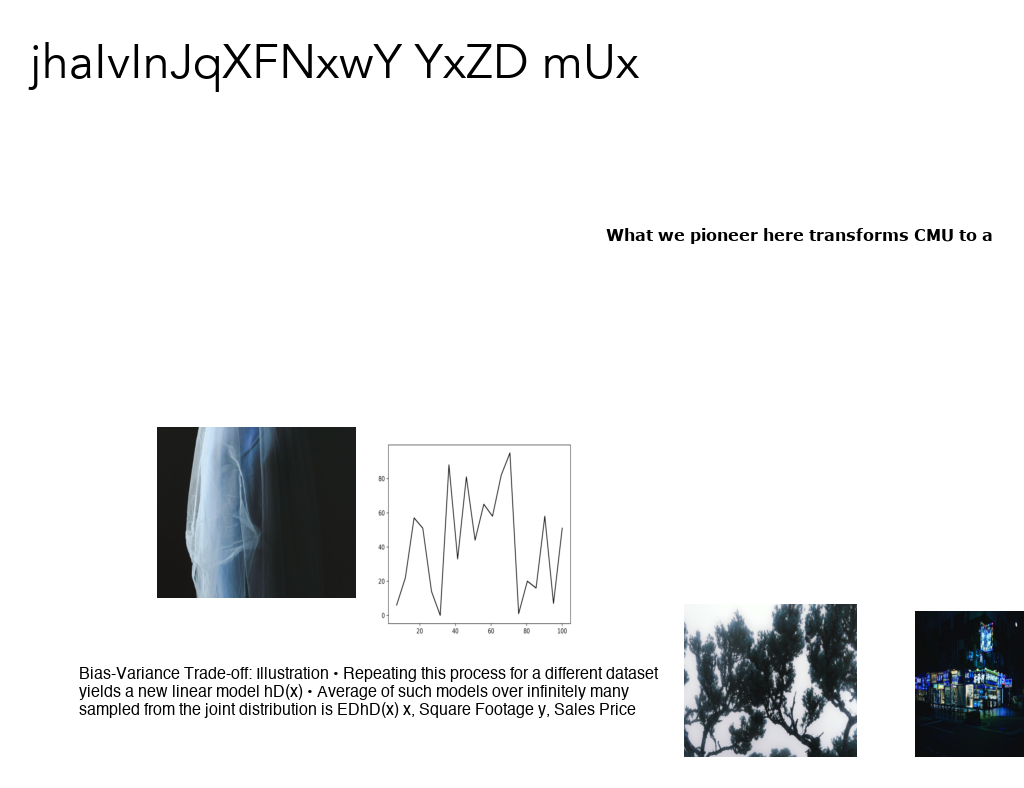 jhaIvInJqXFNxwY YxZD mUx
What we pioneer here transforms CMU to a
80
60
40
20
0
20 40 60 80 100
Bias-Variance Trade-off: Illustration • Repeating this process for a different dataset
yields a new linear model hD(x) • Average of such models over infinitely many
sampled from the joint distribution is EDhD(x) x, Square Footage y, Sales Price